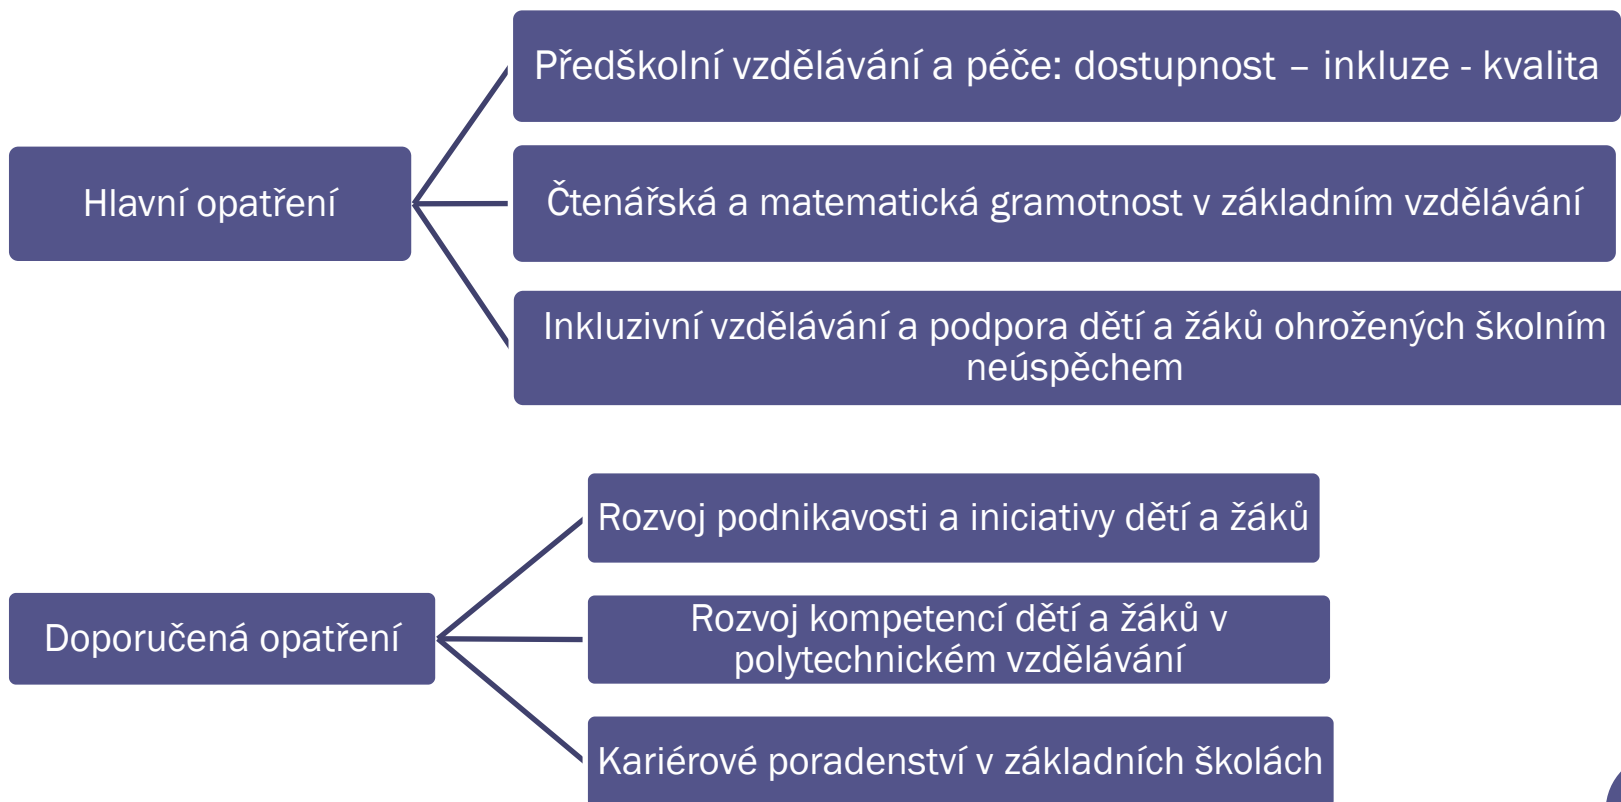 Předškolní vzdělávání a péče: dostupnost – inkluze - kvalita
Hlavní opatření
Čtenářská a matematická gramotnost v základním vzdělávání
Inkluzivní vzdělávání a podpora dětí a žáků ohrožených školním
neúspěchem
Rozvoj podnikavosti a iniciativy dětí a žáků
Doporučená opatření
Rozvoj kompetencí dětí a žáků v
polytechnickém vzdělávání
Kariérové poradenství v základních školách